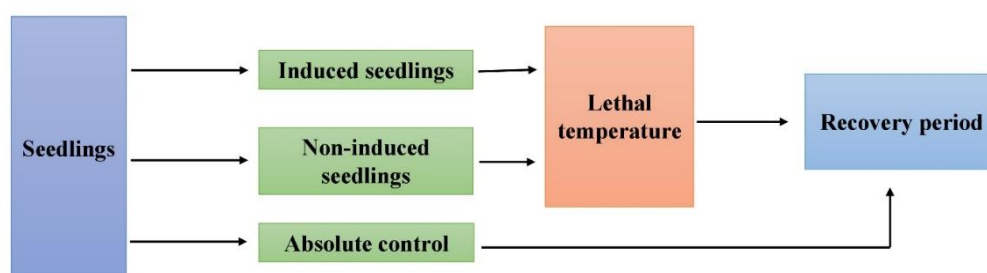 Seedlings
Induced seedlings
Non-induced
seedlings
Absolute control
Lethal
temperature
Recovery period